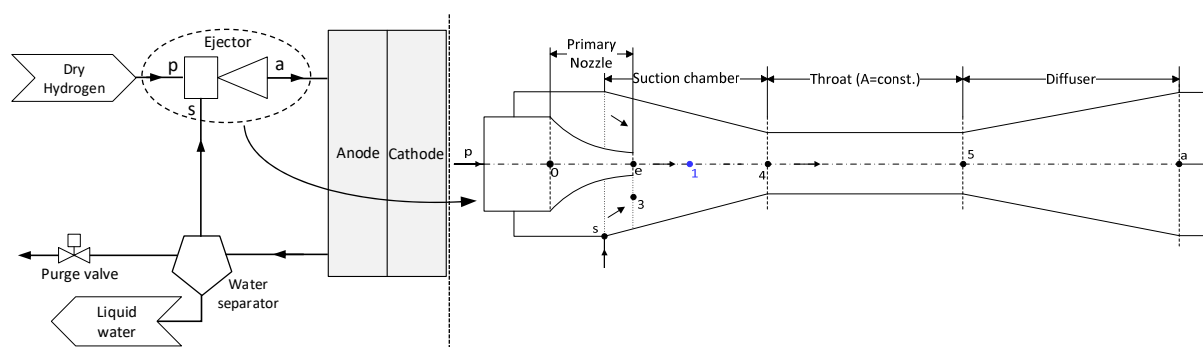 Ejector
Dry
Hydrogen
p
a
s
Anode
Cathode
Purge valve
Water
separator
Liquid
water
Primary
Nozzle
Suction chamber
Throat (A=const.)
Diffuser
p
0
e
1
4
5
a
3
s